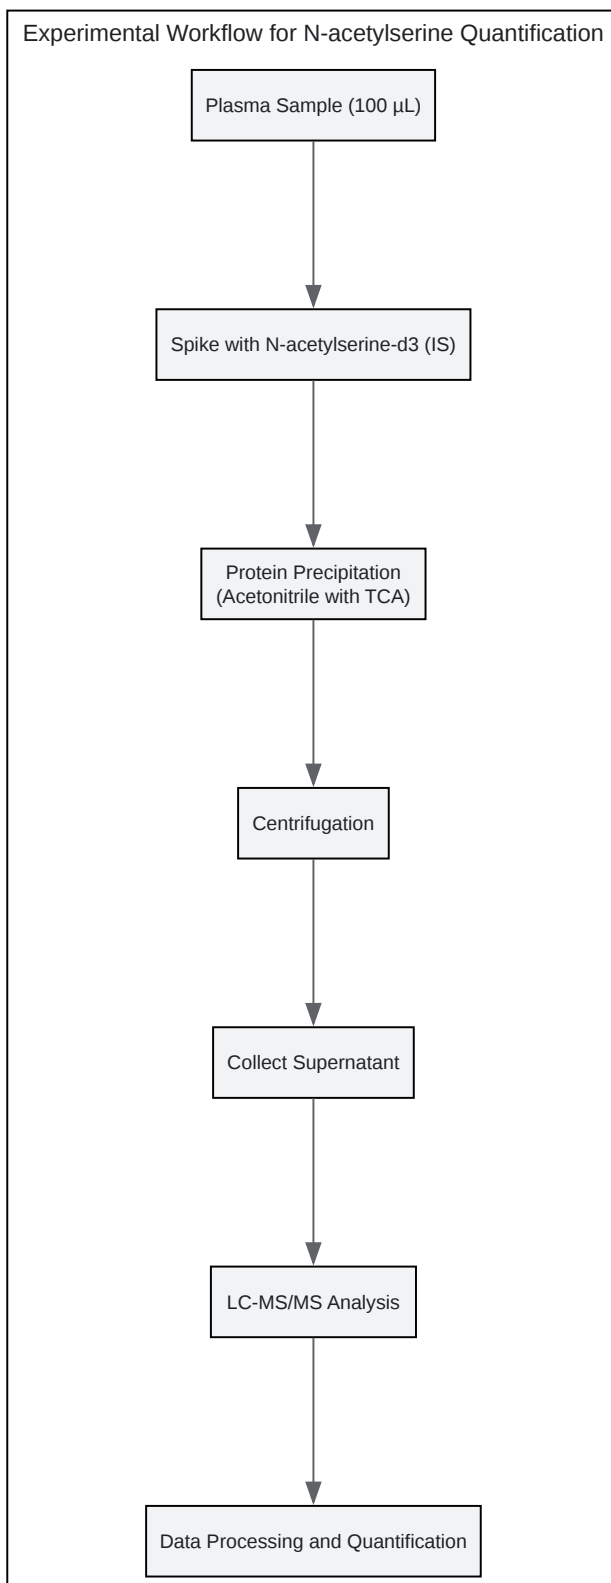 Experimental Workflow for N-acetylserine Quantification
Plasma Sample (100 µL)
Spike with N-acetylserine-d3 (IS)
Protein Precipitation
(Acetonitrile with TCA)
Centrifugation
Collect Supernatant
LC-MS/MS Analysis
Data Processing and Quantification